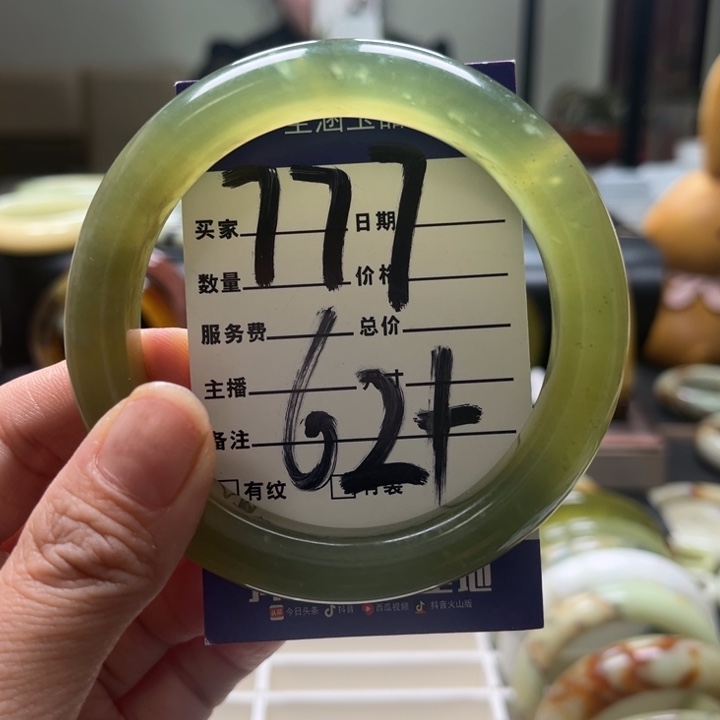 777
买家 日期
数量 价格
服务费 总价
主播
备注
62+
有纹
今日头条 抖音 西瓜视频 抖音火山版